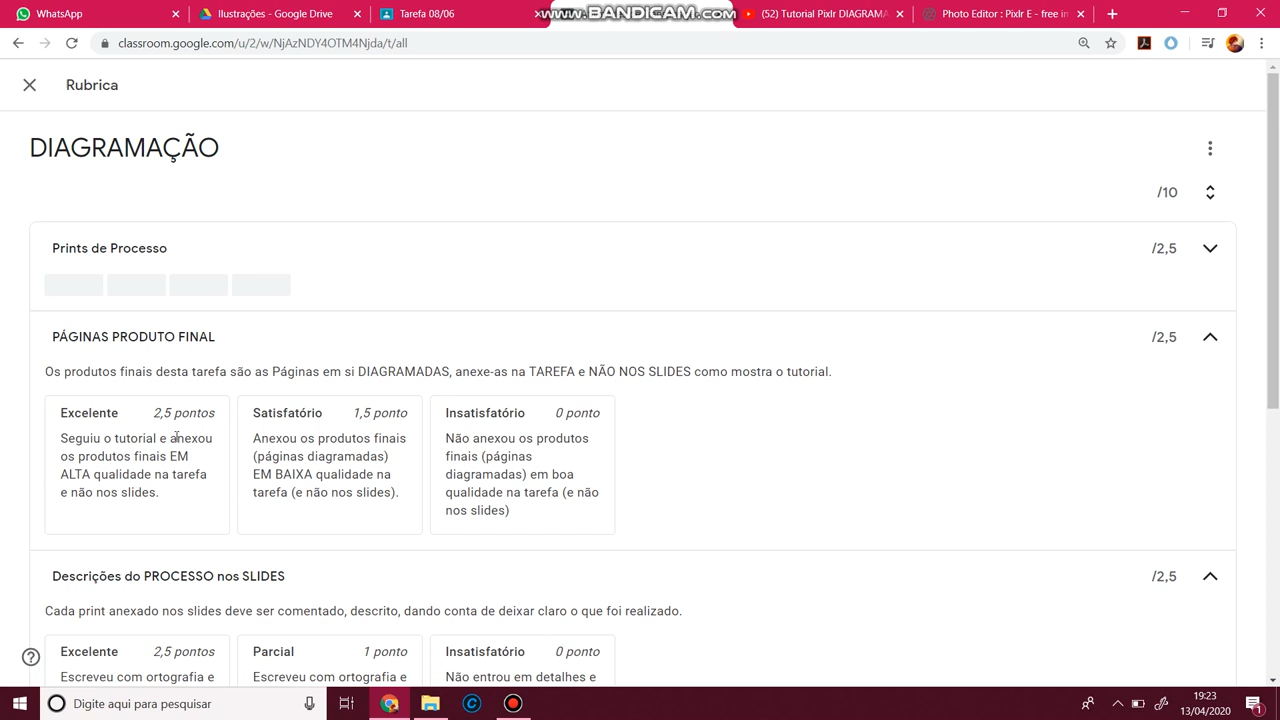 WhatsApp
Ilustrações - Google Drive
Tarefa 08/06
www.BANDICAM.com
(52) Tutorial Pixlr DIAGRAMA
Photo Editor : Pixlr E - free in
classroom.google.com/u/2/w/NjAzNDY4OTM4Njda/t/all
Rubrica
DIAGRAMAÇÃO
/10
Prints de Processo
/2,5
PÁGINAS PRODUTO FINAL
/2,5
Os produtos finais desta tarefa são as Páginas em si DIAGRAMADAS, anexe-as na TAREFA e NÃO NOS SLIDES como mostra o tutorial.
Excelente 2,5 pontos
Seguiu o tutorial e anexou
os produtos finais EM
ALTA qualidade na tarefa
e não nos slides.
Satisfatório 1,5 ponto
Anexou os produtos finais
(páginas diagramadas)
EM BAIXA qualidade na
tarefa (e não nos slides).
Insatisfatório 0 ponto
Não anexou os produtos
finais (páginas
diagramadas) em boa
qualidade na tarefa (e não
nos slides)
Descrições do PROCESSO nos SLIDES
/2,5
Cada print anexado nos slides deve ser comentado, descrito, dando conta de deixar claro o que foi realizado.
Excelente 2,5 pontos
Escreveu com ortografia e
Parcial 1 ponto
Escreveu com ortografia e
Insatisfatório 0 ponto
Não entrou em detalhes e
Digite aqui para pesquisar
19:23
13/04/2020
1